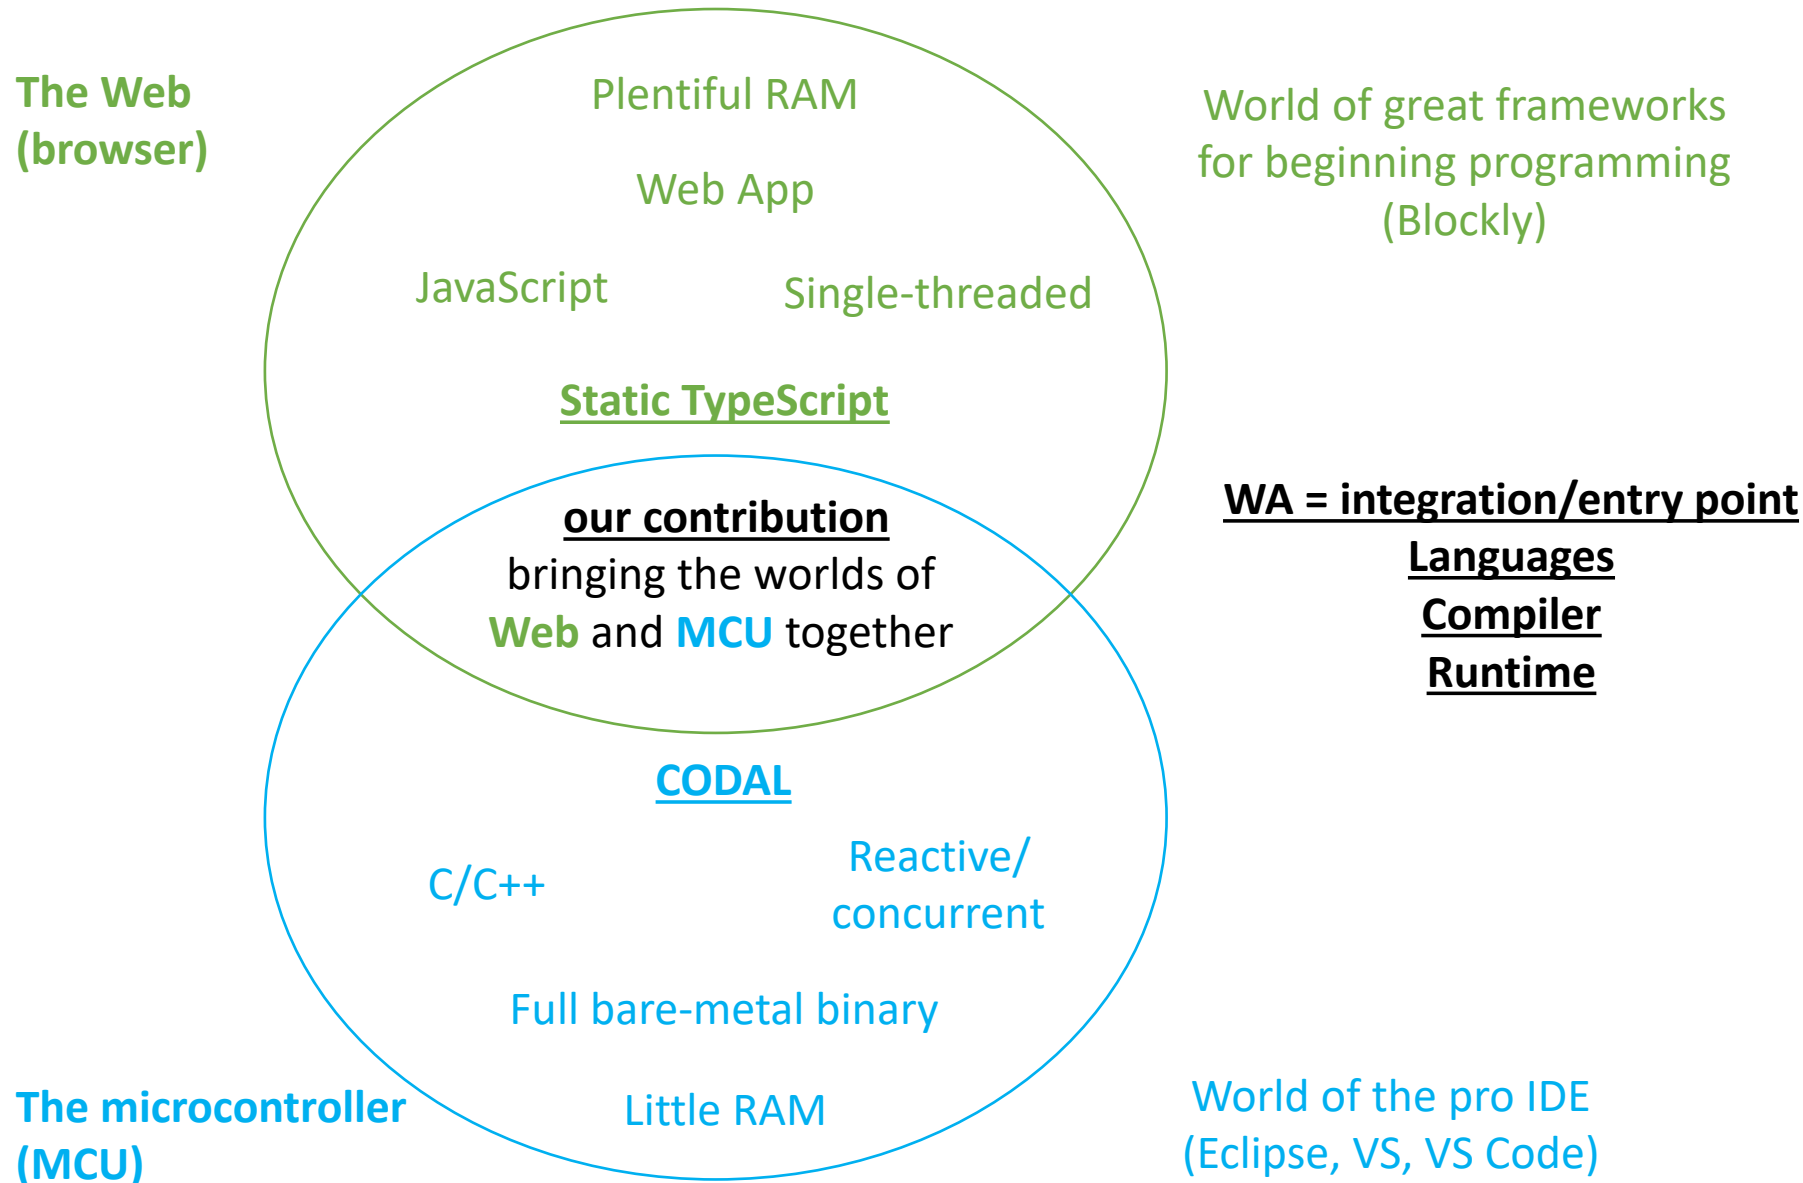 The Web
(browser)
Plentiful RAM
Web App
JavaScript
Single-threaded
Static TypeScript
World of great frameworks
for beginning programming
(Blockly)
our contribution
bringing the worlds of
Web and MCU together
WA = integration/entry point
Languages
Compiler
Runtime
CODAL
C/C++
Reactive/
concurrent
Full bare-metal binary
Little RAM
The microcontroller
(MCU)
World of the pro IDE
(Eclipse, VS, VS Code)